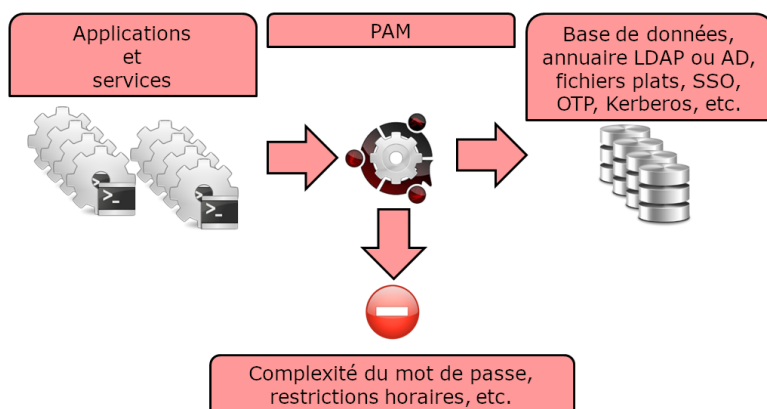 Applications
et
services
PAM
Base de données,
annuaire LDAP ou AD,
fichiers plats, SSO,
OTP, Kerberos, etc.
>_
>_
Complexité du mot de passe,
restrictions horaires, etc.